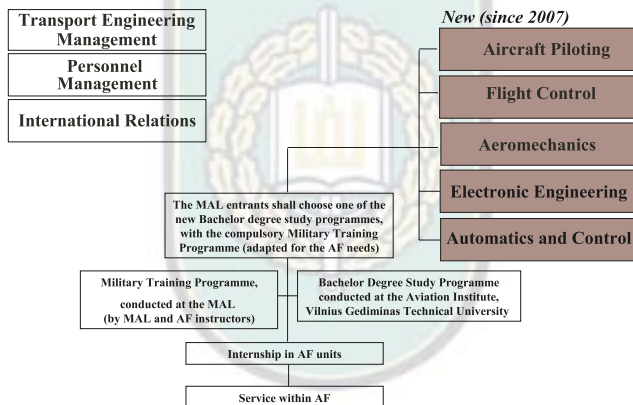 Transport Engineering
Management
Personnel
Management
International Relations
New (since 2007)
Aircraft Piloting
Flight Control
Aeromechanics
Electronic Engineering
Automatics and Control
The MAL entrants shall choose one of the
new Bachelor degree study programmes,
with the compulsory Military Training
Programme (adapted for the AF needs)
Military Training Programme,
conducted at the MAL
(by MAL and AF instructors)
Bachelor Degree Study Programme
conducted at the Aviation Institute,
Vilnius Gediminas Technical University
Internship in AF units
Service within AF